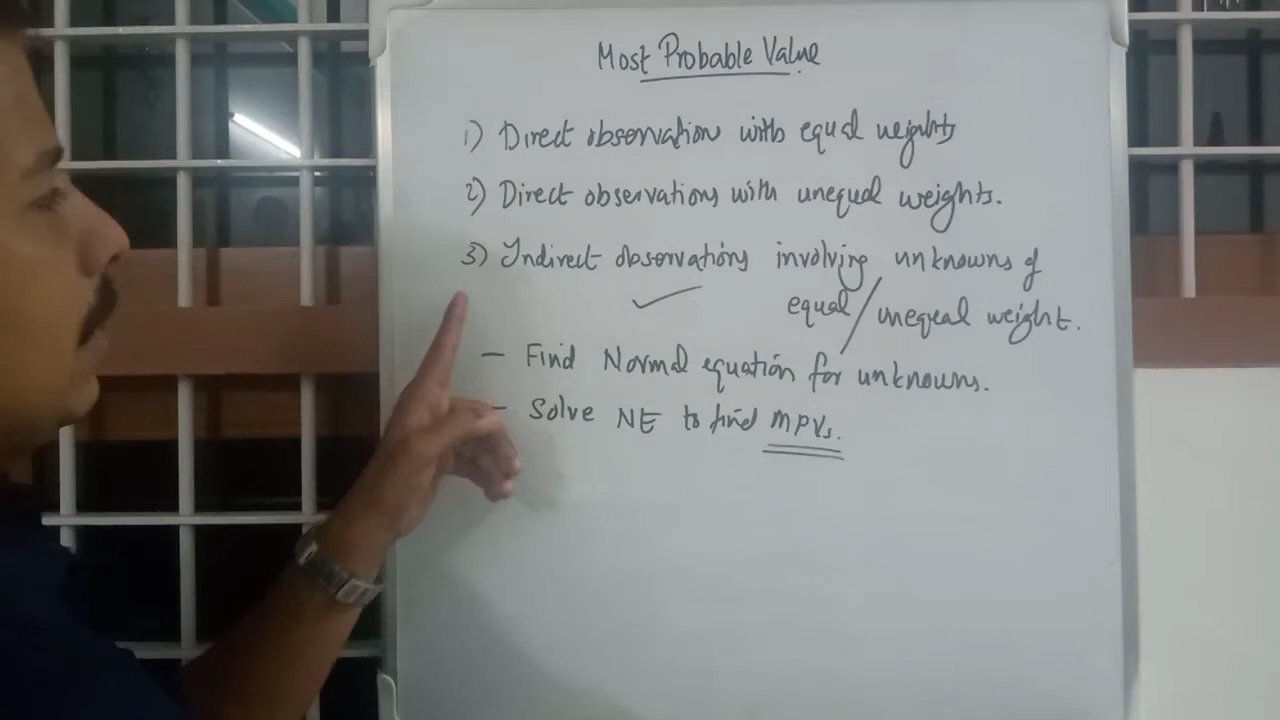 Most Probable Value
1) Direct observation with equal weights
2) Direct observations with unequal weights.
3) Indirect observations involving unknowns of
equal/unequal weight.
- Find Normal equation for unknowns.
- Solve NE to find MPVs.